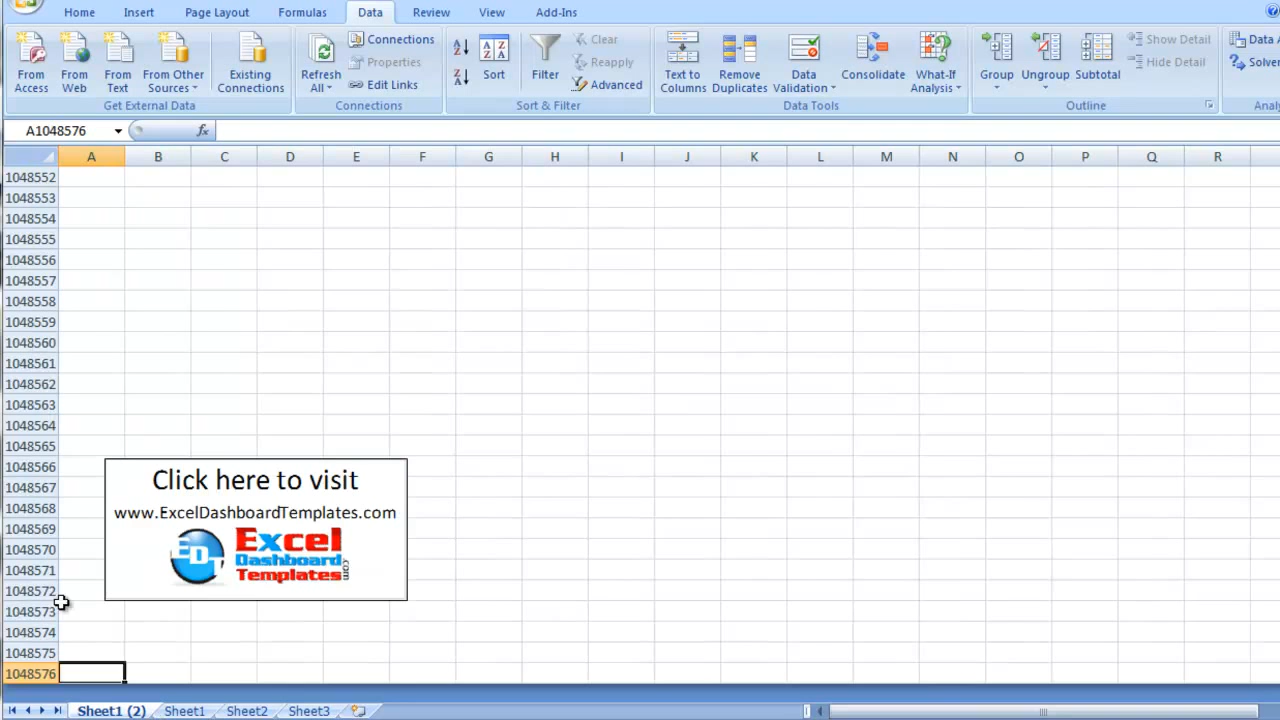 Home Insert Page Layout Formulas Data Review View Add-Ins
From Access
From Web
From Text
From Other Sources
Existing Connections
Get External Data
Refresh All
Connections
Properties
Edit Links
Connections
Sort
Filter
Clear
Reapply
Advanced
Sort & Filter
Text to Columns
Remove Duplicates
Data Validation
Consolidate
What-If Analysis
Data Tools
Group
Ungroup
Subtotal
Show Detail
Hide Detail
Outline
Data A
Solver
A1048576 fx
A B C D E F G H I J K L M N O P Q R
1048552
1048553
1048554
1048555
1048556
1048557
1048558
1048559
1048560
1048561
1048562
1048563
1048564
1048565
1048566
1048567
1048568
1048569
1048570
1048571
1048572
1048573
1048574
1048575
1048576
Click here to visit
www.ExcelDashboardTemplates.com
EDT
Excel
Dashboard
Templates
.com
Sheet1 (2) Sheet1 Sheet2 Sheet3